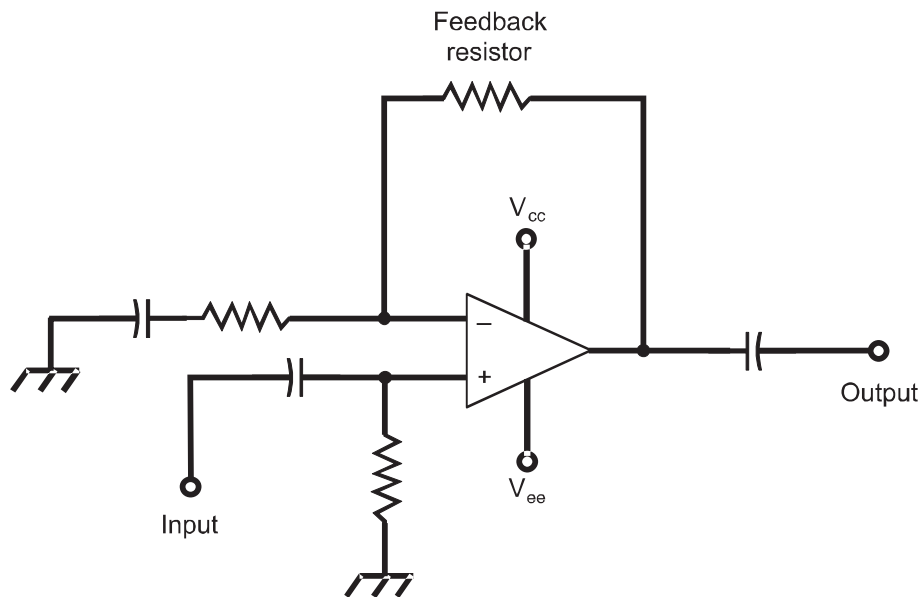 Feedback
resistor
Vcc
−
+
Output
Vee
Input